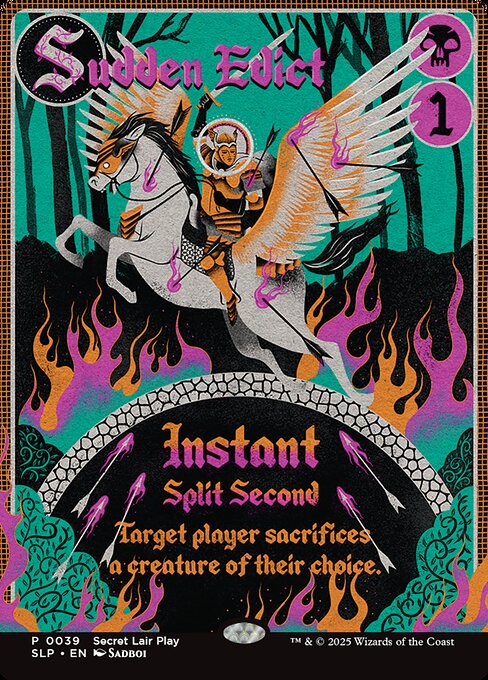 Sudden Edict
1
Instant
Split Second
Target player sacrifices
a creature of their choice.
P 0039 Secret Lair Play
SLP • EN SADBOI
™ & © 2025 Wizards of the Coast